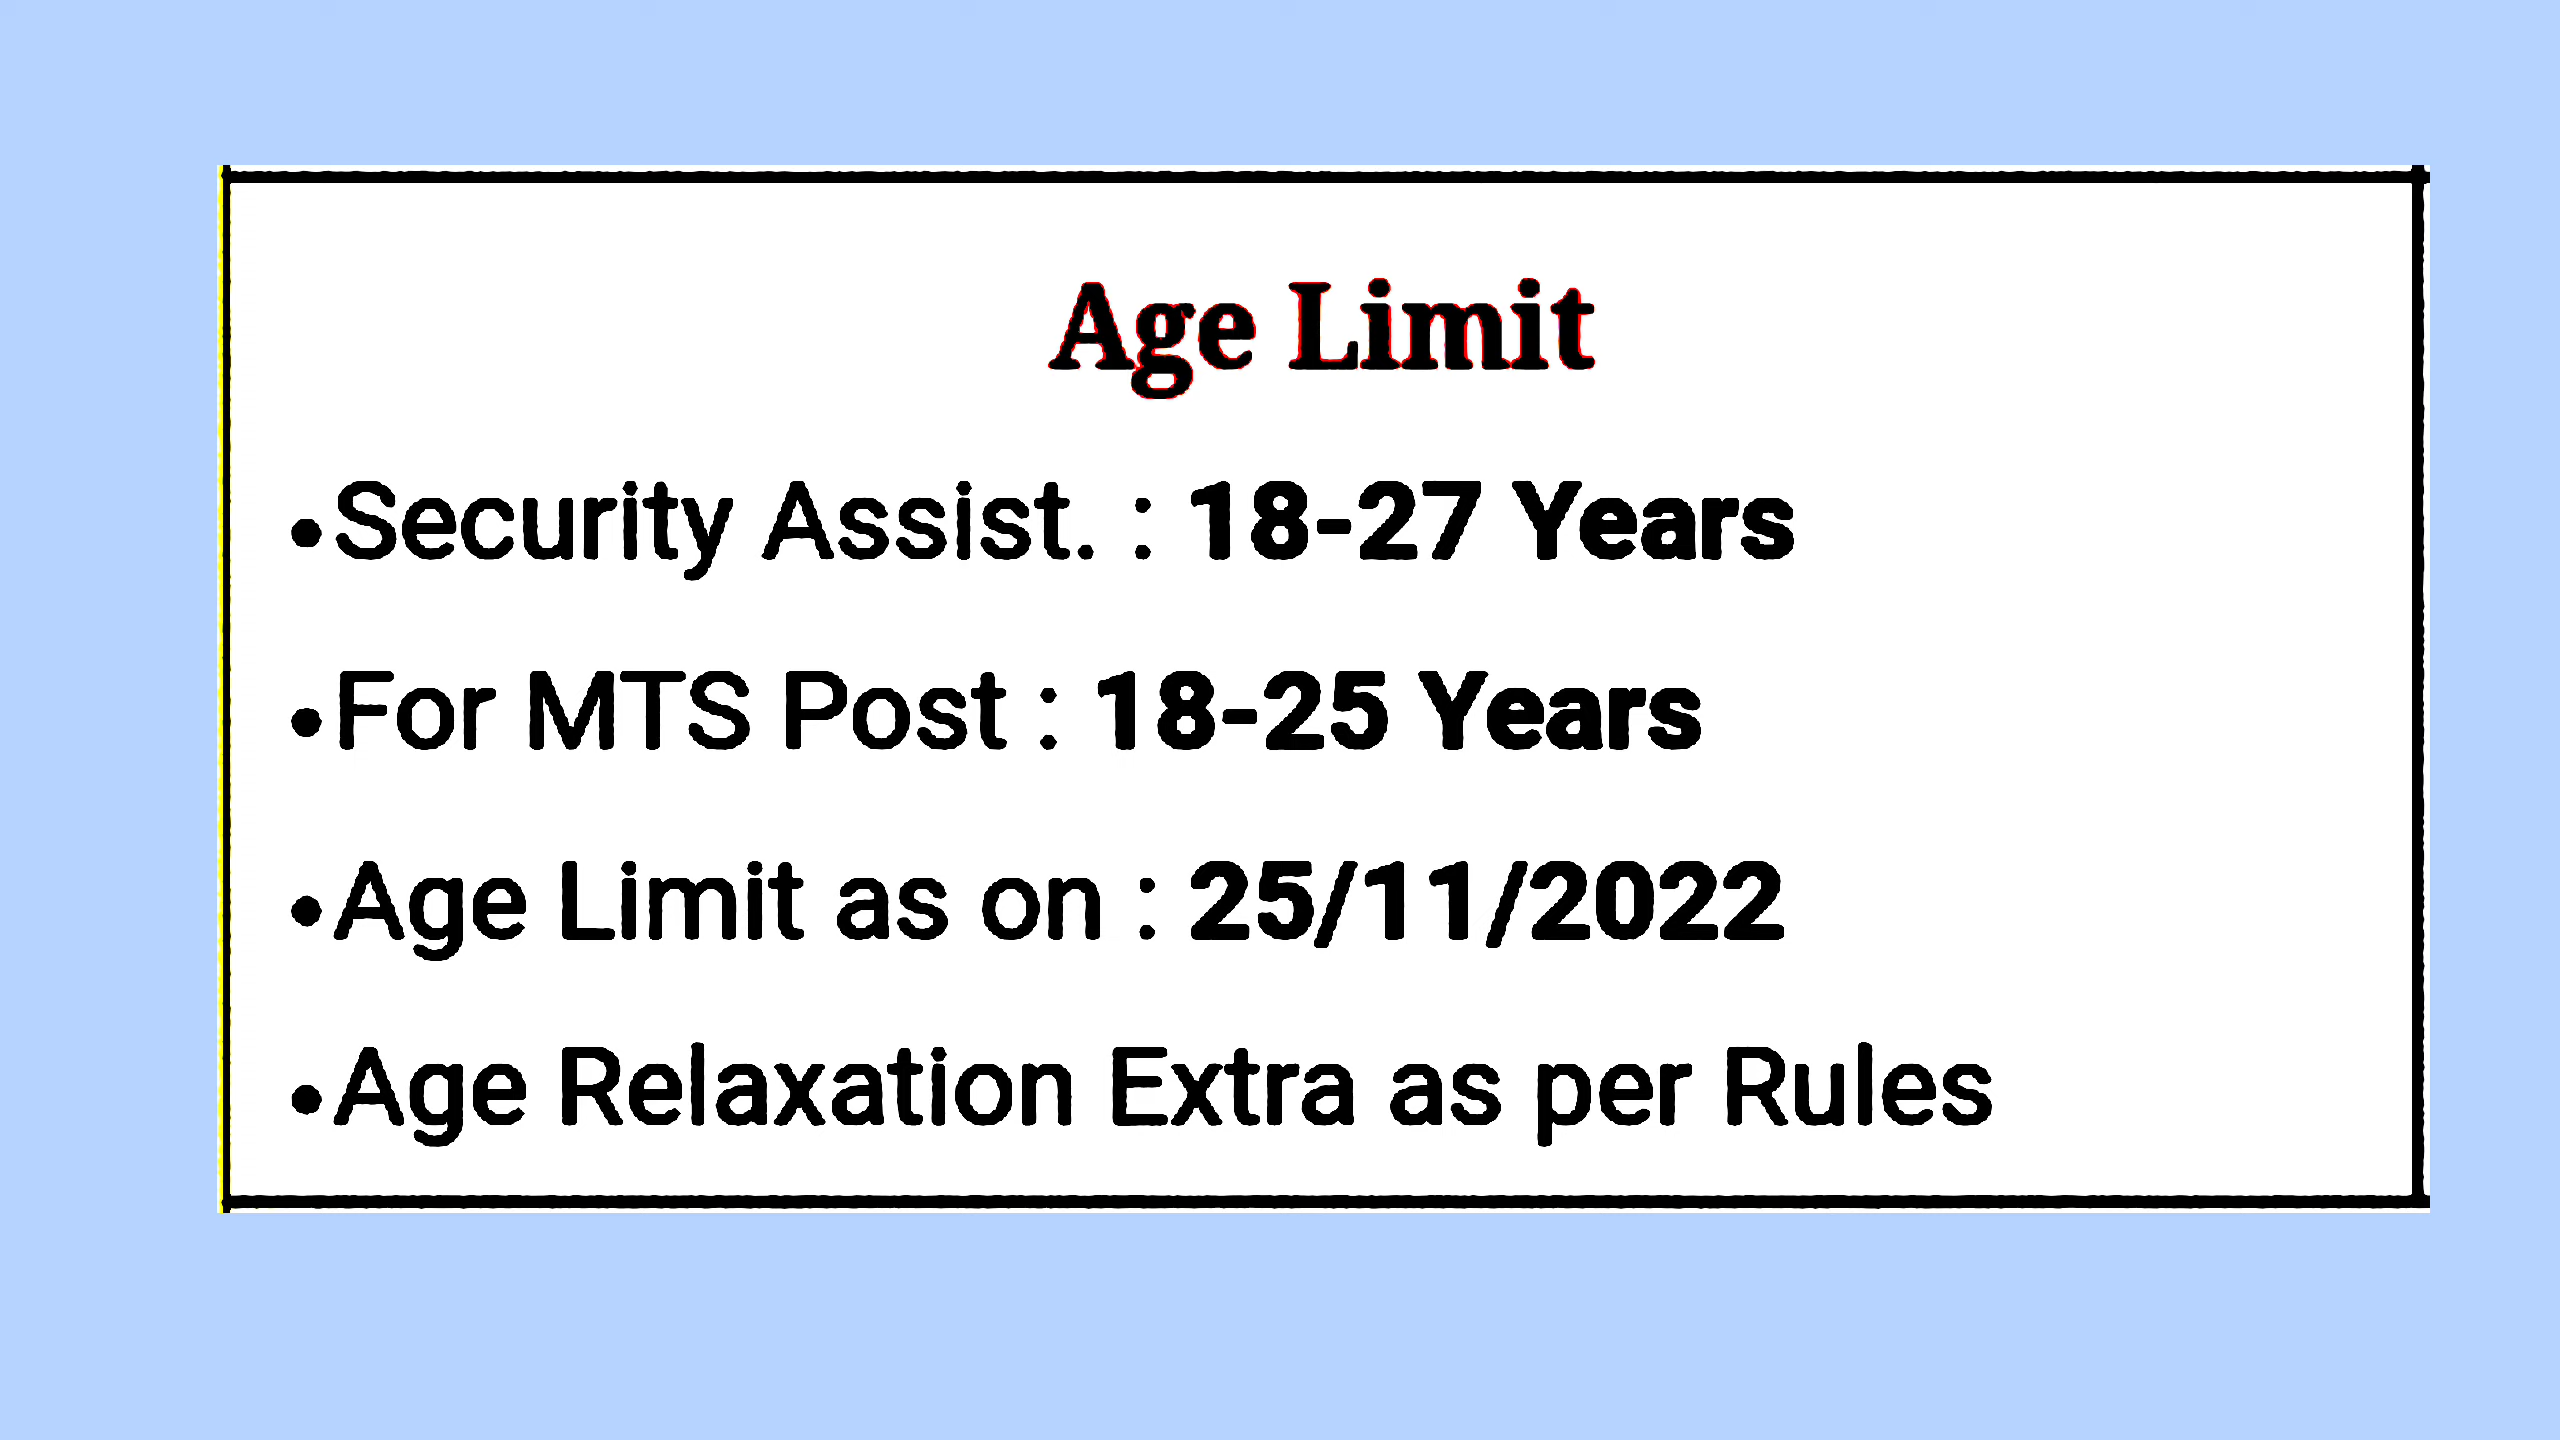 Age Limit
•Security Assist. : 18-27 Years
•For MTS Post : 18-25 Years
•Age Limit as on : 25/11/2022
•Age Relaxation Extra as per Rules